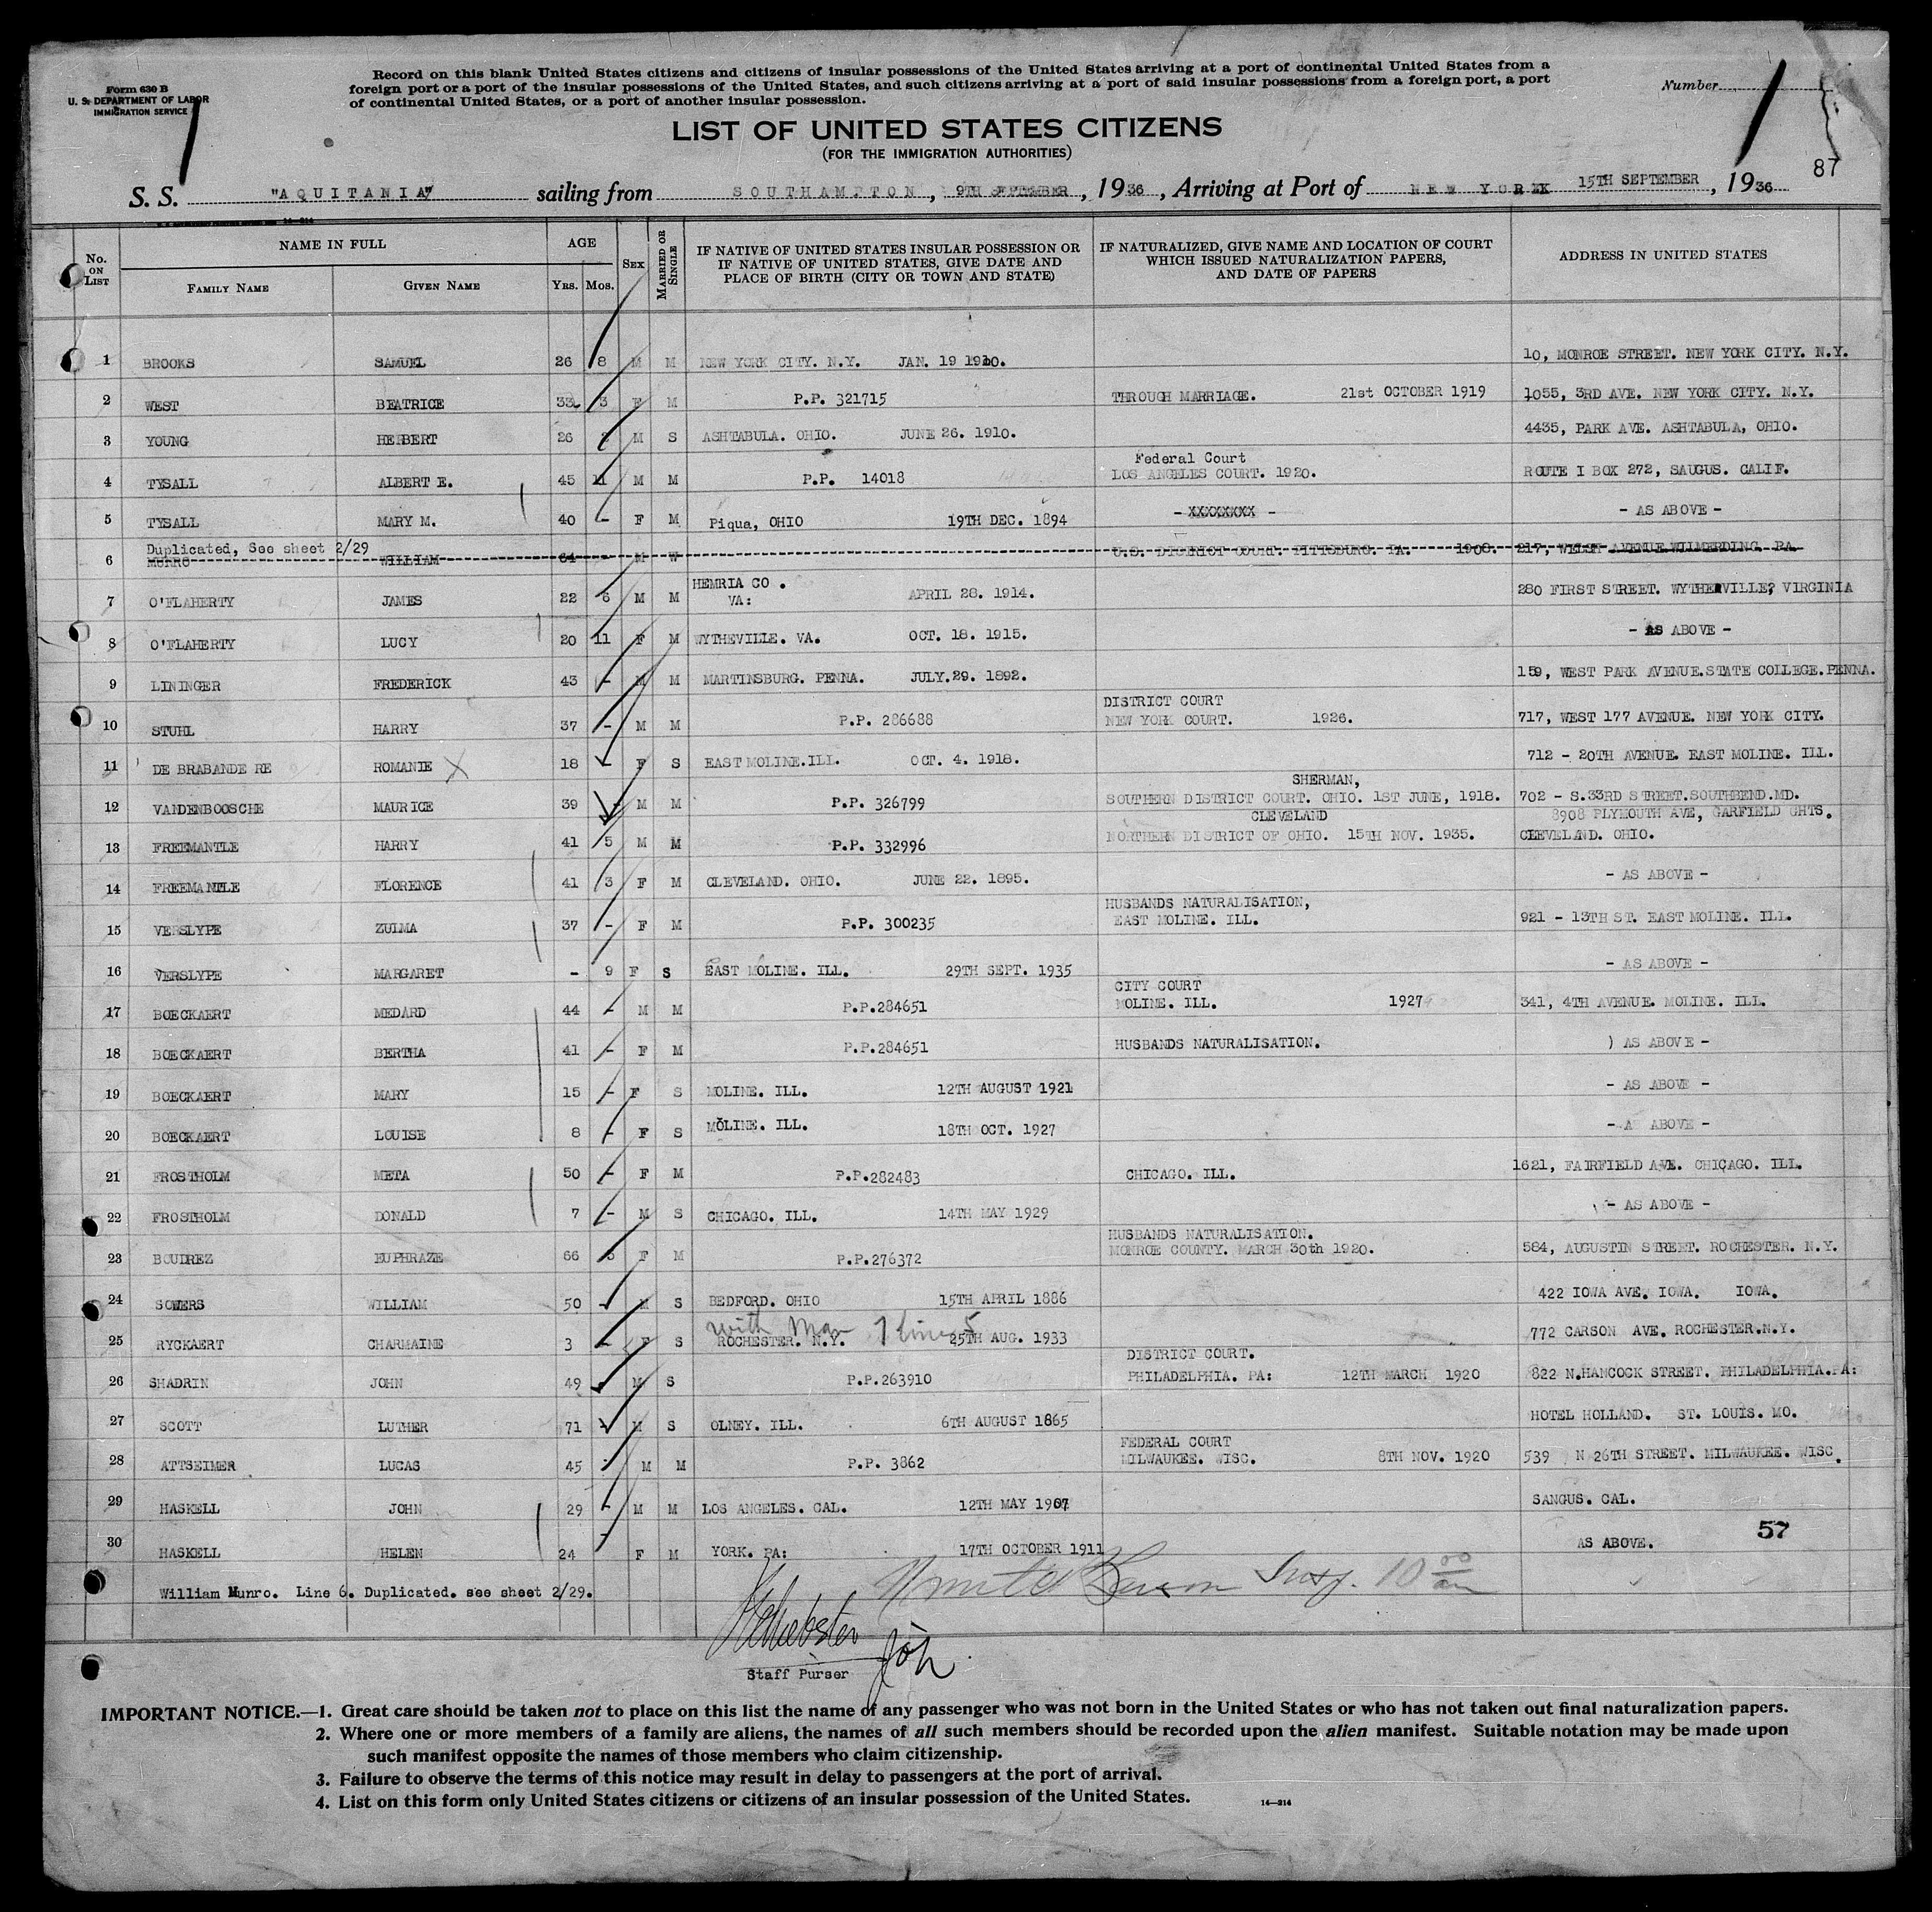 Form 630 B
U. S. DEPARTMENT OF LABOR
IMMIGRATION SERVICE
Record on this blank United States citizens and citizens of insular possessions of the United States arriving at a port of continental United States from a
foreign port or a port of the insular possessions of the United States, and such citizens arriving at a port of said insular possessions from a foreign port, a port
of continental United States, or a port of another insular possession.
Number
LIST OF UNITED STATES CITIZENS
(FOR THE IMMIGRATION AUTHORITIES)
87
S. S. "AQUITANIA" sailing from SOUTHAMPTON, 9TH SEPTEMBER, 1936, Arriving at Port of NEW YORK 15TH SEPTEMBER, 1936
No. ON LIST NAME IN FULL AGE SEX MARRIED OR SINGLE IF NATIVE OF UNITED STATES INSULAR POSSESSION OR IF NATIVE OF UNITED STATES, GIVE DATE AND PLACE OF BIRTH (CITY OR TOWN AND STATE) IF NATURALIZED, GIVE NAME AND LOCATION OF COURT WHICH ISSUED NATURALIZATION PAPERS, AND DATE OF PAPERS ADDRESS IN UNITED STATES
FAMILY NAME GIVEN NAME YRS. MOS.
1 BROOKS SAMUEL 26 8 M M NEW YORK CITY. N.Y. JAN. 19 1910. 10, MONROE STREET. NEW YORK CITY. N.Y.
2 WEST BEATRICE 33 3 F M P.P. 321715 THROUGH MARRIAGE. 21st OCTOBER 1919 1055, 3RD AVE. NEW YORK CITY. N.Y.
3 YOUNG HERBERT 26 M S ASHTABULA. OHIO. JUNE 26. 1910. 4435, PARK AVE. ASHTABULA, OHIO.
Federal Court
4 TYSALL ALBERT E. 45 11 M M P.P. 14018 LOS ANGELES COURT. 1920. ROUTE I BOX 272, SAUGUS. CALIF.
5 TYSALL MARY M. 40 - F M Piqua, OHIO 19TH DEC. 1894 - XXXXXXXX - - AS ABOVE -
Duplicated, See sheet 2/29
6 MUNRO WILLIAM 64 - M W U.S. DISTRICT COURT. PITTSBURG. PA. 1908. 217, WELSH AVENUE.WILMERDING. PA
HEMRIA CO .
7 O'FLAHERTY JAMES 22 6 M M VA: APRIL 28. 1914. 280 FIRST STREET. WYTHERVILLE? VIRGINIA
8 O'FLAHERTY LUCY 20 11 F M WYTHEVILLE. VA. OCT. 18. 1915. - AS ABOVE -
9 LININGER FREDERICK 43 - M M MARTINSBURG. PENNA. JULY.29. 1892. 159, WEST PARK AVENUE.STATE COLLEGE.PENNA.
DISTRICT COURT
10 STUHL HARRY 37 - M M P.P. 286688 NEW YORK COURT. 1926. 717, WEST 177 AVENUE. NEW YORK CITY.
11 DE BRABANDE RE ROMANIE X 18 - F S EAST MOLINE.ILL. OCT. 4. 1918. 712 - 20TH AVENUE. EAST MOLINE. ILL.
SHERMAN,
12 VANDENBOOSCHE MAURICE 39 - M M P.P. 326799 SOUTHERN DISTRICT COURT. OHIO. 1ST JUNE, 1918. 702 - S.33RD STREET.SOUTHBEND.MD.
CLEVELAND 8908 PLYMOUTH AVE, GARFIELD GHTS.
13 FREEMANTLE HARRY 41 5 M M P.P. 332996 NORTHERN DISTRICT OF OHIO. 15TH NOV. 1935. CLEVELAND. OHIO.
14 FREEMANTLE FLORENCE 41 3 F M CLEVELAND. OHIO. JUNE 22. 1895. - AS ABOVE -
HUSBANDS NATURALISATION,
15 VERSLYPE ZULMA 37 - F M P.P. 300235 EAST MOLINE. ILL. 921 - 13TH ST. EAST MOLINE. ILL.
16 VERSLYPE MARGARET - 9 F S EAST MOLINE. ILL. 29TH SEPT. 1935 - AS ABOVE -
CITY COURT
17 BOECKAERT MEDARD 44 - M M P.P.284651 MOLINE. ILL. 1927 341, 4TH AVENUE. MOLINE. ILL.
18 BOECKAERT BERTHA 41 - F M P.P.284651 HUSBANDS NATURALISATION. ) AS ABOVE -
19 BOECKAERT MARY 15 - F S MOLINE. ILL. 12TH AUGUST 1921 - AS ABOVE -
20 BOECKAERT LOUISE 8 - F S MOLINE. ILL. 18TH OCT. 1927 - AS ABOVE -
21 FROSTHOLM META 50 - F M P.P.282483 CHICAGO. ILL. 1621, FAIRFIELD AVE. CHICAGO. ILL.
22 FROSTHOLM DONALD 7 - M S CHICAGO. ILL. 14TH MAY 1929 - AS ABOVE -
HUSBANDS NATURALISATION.
23 BOUDREZ EUPHRAZE 66 5 F M P.P.276372 MONROE COUNTY. MARCH 30th 1920. 584, AUGUSTIN STREET. ROCHESTER. N.Y.
24 SOWERS WILLIAM 50 - M S BEDFORD. OHIO 15TH APRIL 1886 422 IOWA AVE. IOWA. IOWA.
with 7 Line 5
25 RYCKAERT CHARMAINE 3 - F S ROCHESTER. N.Y. 25TH AUG. 1933 772 CARSON AVE. ROCHESTER.N.Y.
DISTRICT COURT.
26 SHADRIN JOHN 49 M S P.P.263910 PHILADELPHIA. PA: 12TH MARCH 1920 822 N.HANCOCK STREET. PHILADELPHIA.PA:
27 SCOTT LUTHER 71 - M S OLNEY. ILL. 6TH AUGUST 1865 HOTEL HOLLAND. ST. LOUIS. MO.
FEDERAL COURT
28 ATTSEIMER LUCAS 45 - M M P.P. 3862 MILWAUKEE. WISC. 8TH NOV. 1920 539 N 26TH STREET. MILWAUKEE. WISC.
29 HASKELL JOHN 29 - M M LOS ANGELES. CAL. 12TH MAY 1907 SANGUS. CAL.
57
30 HASKELL HELEN 24 - F M YORK. PA: 17TH OCTOBER 1911 AS ABOVE.
William Munro. Line 6. Duplicated. see sheet 2/29.
Insp. 10 00 am
Staff Purser
IMPORTANT NOTICE.—1. Great care should be taken not to place on this list the name of any passenger who was not born in the United States or who has not taken out final naturalization papers.
2. Where one or more members of a family are aliens, the names of all such members should be recorded upon the alien manifest. Suitable notation may be made upon
such manifest opposite the names of those members who claim citizenship.
3. Failure to observe the terms of this notice may result in delay to passengers at the port of arrival.
4. List on this form only United States citizens or citizens of an insular possession of the United States.
14—214